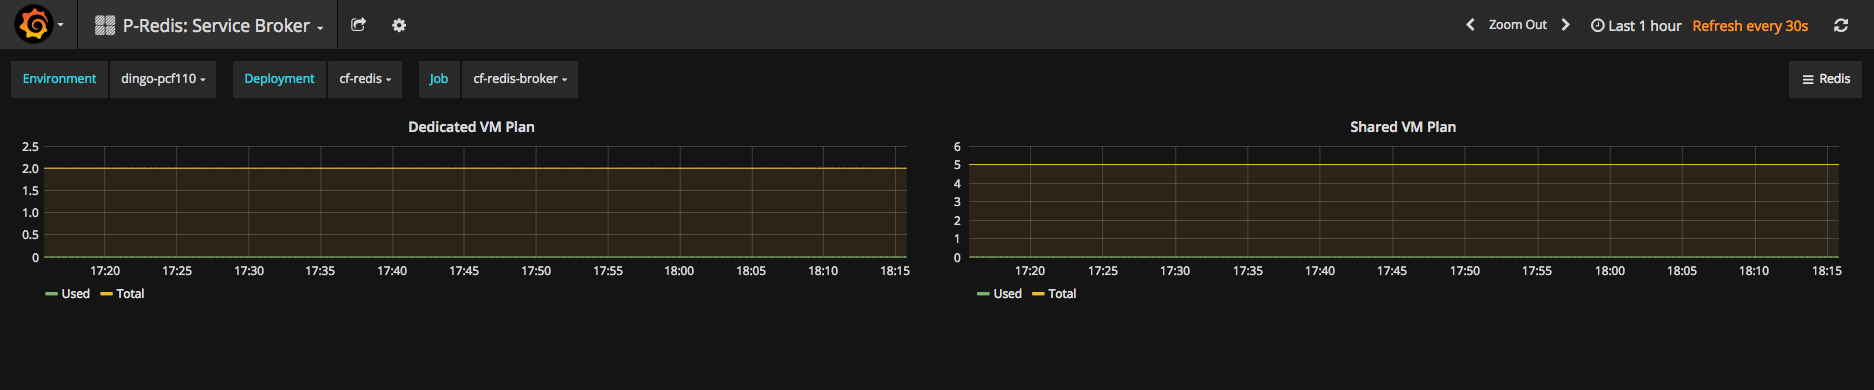 P-Redis: Service Broker
Zoom Out Last 1 hour Refresh every 30s
Environment dingo-pcf110 Deployment cf-redis Job cf-redis-broker Redis
Dedicated VM Plan
2.5
2.0
1.5
1.0
0.5
0
17:20 17:25 17:30 17:35 17:40 17:45 17:50 17:55 18:00 18:05 18:10 18:15
Used Total
Shared VM Plan
6
5
4
3
2
1
0
17:20 17:25 17:30 17:35 17:40 17:45 17:50 17:55 18:00 18:05 18:10 18:15
Used Total